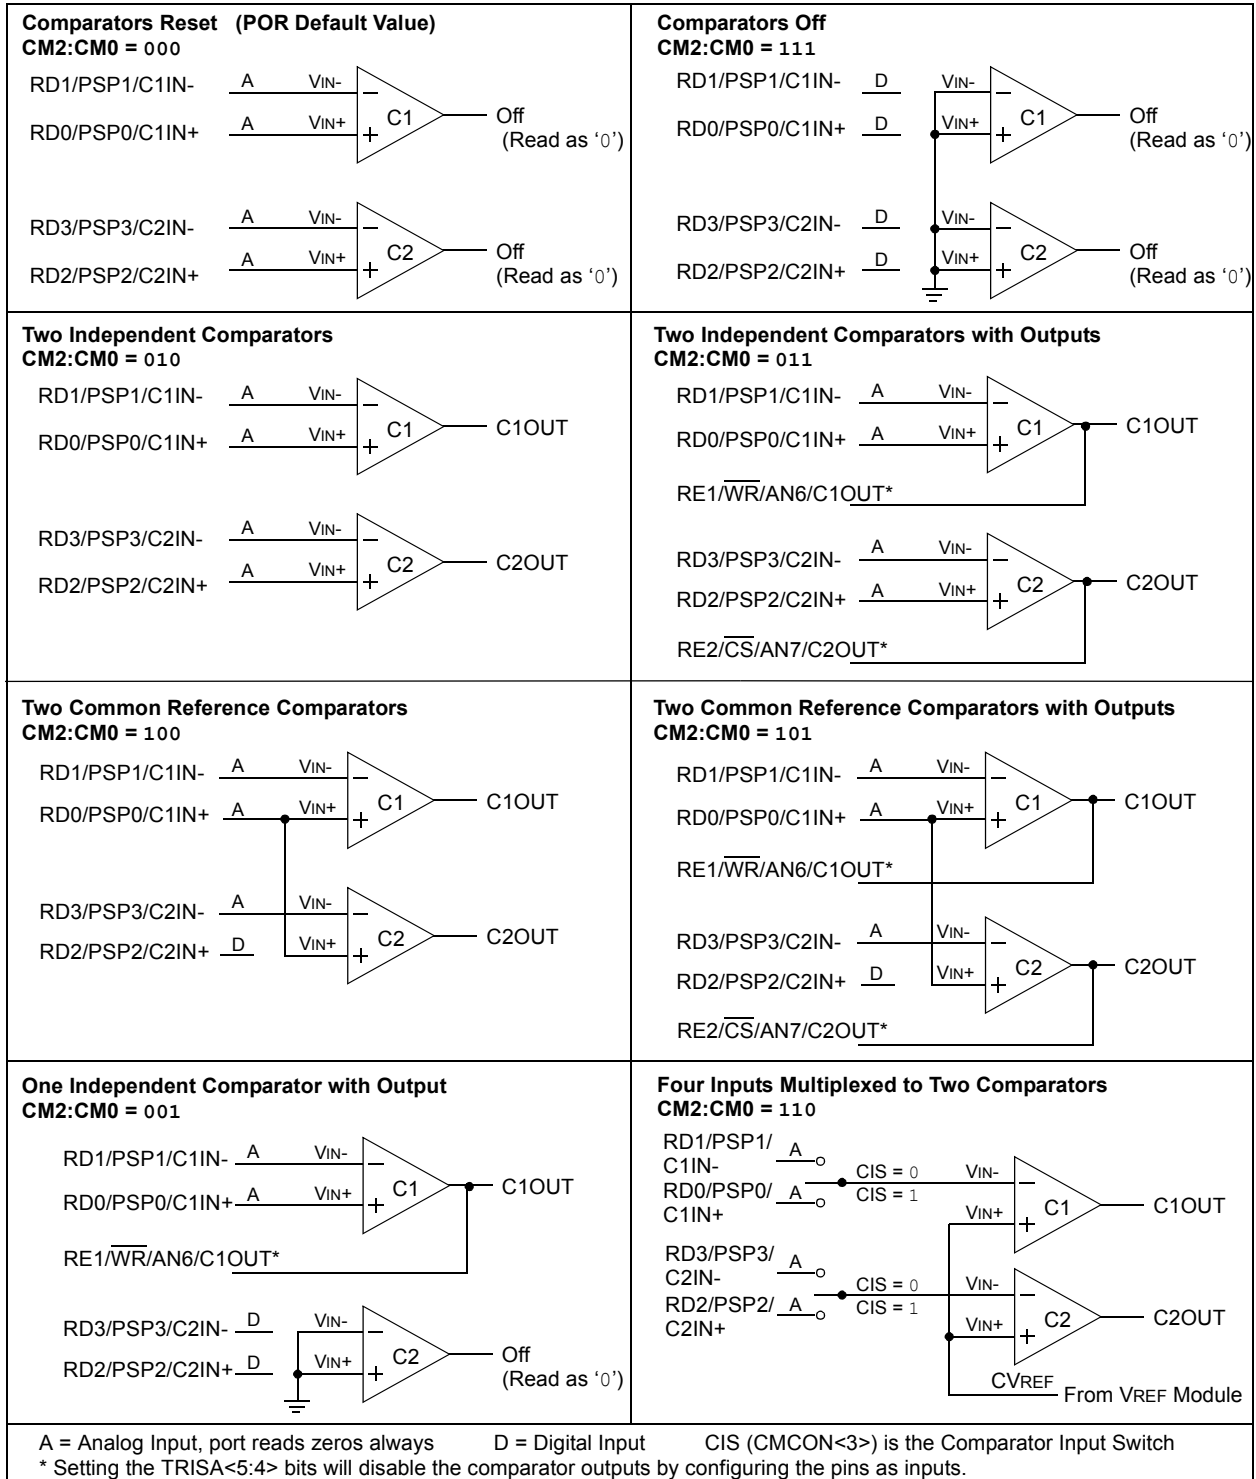 Comparators Reset (POR Default Value)
CM2:CM0 = 000
RD1/PSP1/C1IN-
A
VIN-
RD0/PSP0/C1IN+
A
VIN+
C1
Off
(Read as ‘0’)
RD3/PSP3/C2IN-
A
VIN-
RD2/PSP2/C2IN+
A
VIN+
C2
Off
(Read as ‘0’)
Comparators Off
CM2:CM0 = 111
RD1/PSP1/C1IN-
D
VIN-
RD0/PSP0/C1IN+
D
VIN+
C1
Off
(Read as ‘0’)
RD3/PSP3/C2IN-
D
VIN-
RD2/PSP2/C2IN+
D
VIN+
C2
Off
(Read as ‘0’)
Two Independent Comparators
CM2:CM0 = 010
RD1/PSP1/C1IN-
A
VIN-
RD0/PSP0/C1IN+
A
VIN+
C1
C1OUT
RD3/PSP3/C2IN-
A
VIN-
RD2/PSP2/C2IN+
A
VIN+
C2
C2OUT
Two Independent Comparators with Outputs
CM2:CM0 = 011
RD1/PSP1/C1IN-
A
VIN-
RD0/PSP0/C1IN+
A
VIN+
C1
C1OUT
RE1/WR/AN6/C1OUT*
RD3/PSP3/C2IN-
A
VIN-
RD2/PSP2/C2IN+
A
VIN+
C2
C2OUT
RE2/CS/AN7/C2OUT*
Two Common Reference Comparators
CM2:CM0 = 100
RD1/PSP1/C1IN-
A
VIN-
RD0/PSP0/C1IN+
A
VIN+
C1
C1OUT
RD3/PSP3/C2IN-
A
VIN-
RD2/PSP2/C2IN+
D
VIN+
C2
C2OUT
Two Common Reference Comparators with Outputs
CM2:CM0 = 101
RD1/PSP1/C1IN-
A
VIN-
RD0/PSP0/C1IN+
A
VIN+
C1
C1OUT
RE1/WR/AN6/C1OUT*
RD3/PSP3/C2IN-
A
VIN-
RD2/PSP2/C2IN+
D
VIN+
C2
C2OUT
RE2/CS/AN7/C2OUT*
One Independent Comparator with Output
CM2:CM0 = 001
RD1/PSP1/C1IN-
A
VIN-
RD0/PSP0/C1IN+
A
VIN+
C1
C1OUT
RE1/WR/AN6/C1OUT*
RD3/PSP3/C2IN-
D
VIN-
RD2/PSP2/C2IN+
D
VIN+
C2
Off
(Read as ‘0’)
Four Inputs Multiplexed to Two Comparators
CM2:CM0 = 110
RD1/PSP1/
C1IN-
A
RD0/PSP0/
C1IN+
A
CIS = 0
CIS = 1
VIN-
VIN+
C1
C1OUT
RD3/PSP3/
C2IN-
A
RD2/PSP2/
C2IN+
A
CIS = 0
CIS = 1
VIN-
VIN+
C2
C2OUT
CVREF
From VREF Module
A = Analog Input, port reads zeros always D = Digital Input CIS (CMCON<3>) is the Comparator Input Switch
* Setting the TRISA<5:4> bits will disable the comparator outputs by configuring the pins as inputs.